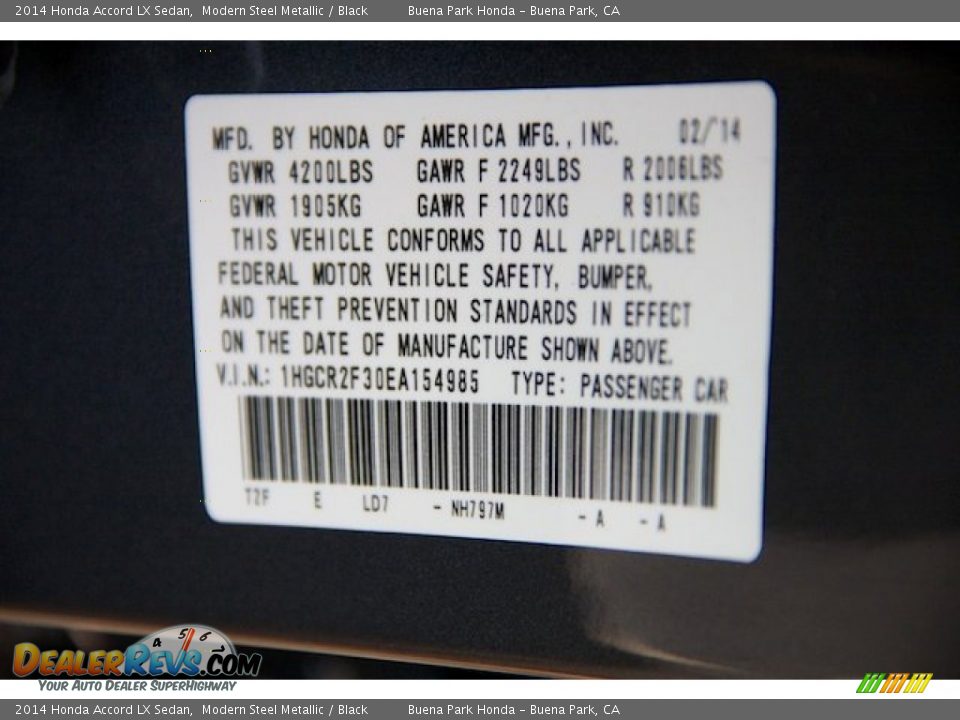 2014 Honda Accord LX Sedan, Modern Steel Metallic / Black Buena Park Honda - Buena Park, CA
MFD. BY HONDA OF AMERICA MFG., INC. 02/'14
GVWR 4200LBS GAWR F 2249LBS R 2006LBS
GVWR 1905KG GAWR F 1020KG R 910KG
THIS VEHICLE CONFORMS TO ALL APPLICABLE
FEDERAL MOTOR VEHICLE SAFETY, BUMPER,
AND THEFT PREVENTION STANDARDS IN EFFECT
ON THE DATE OF MANUFACTURE SHOWN ABOVE.
V.I.N.: 1HGCR2F30EA154985 TYPE: PASSENGER CAR
T2F E LD7 - NH797M - A - A
4 5 6
DEALERREVS.COM
YOUR AUTO DEALER SUPERHIGHWAY
2014 Honda Accord LX Sedan, Modern Steel Metallic / Black Buena Park Honda - Buena Park, CA